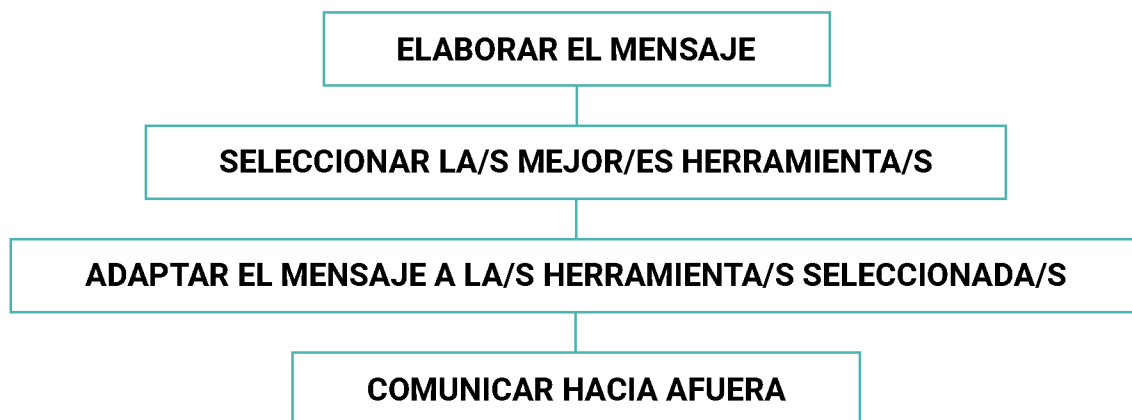 ELABORAR EL MENSAJE
SELECCIONAR LA/S MEJOR/ES HERRAMIENTA/S
ADAPTAR EL MENSAJE A LA/S HERRAMIENTA/S SELECCIONADA/S
COMUNICAR HACIA AFUERA